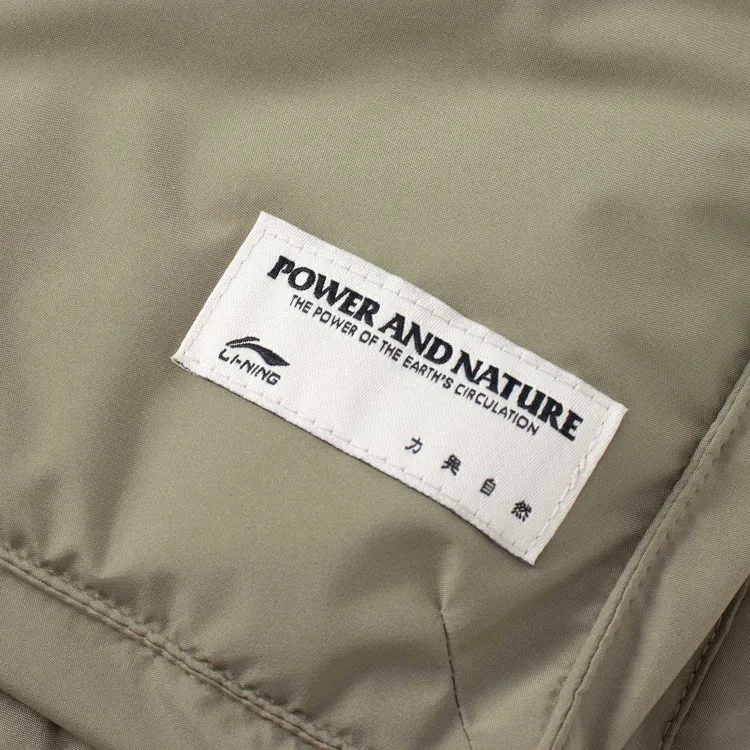 POWER AND NATURE
THE POWER OF THE EARTH'S CIRCULATION
LI-NING
力與自然